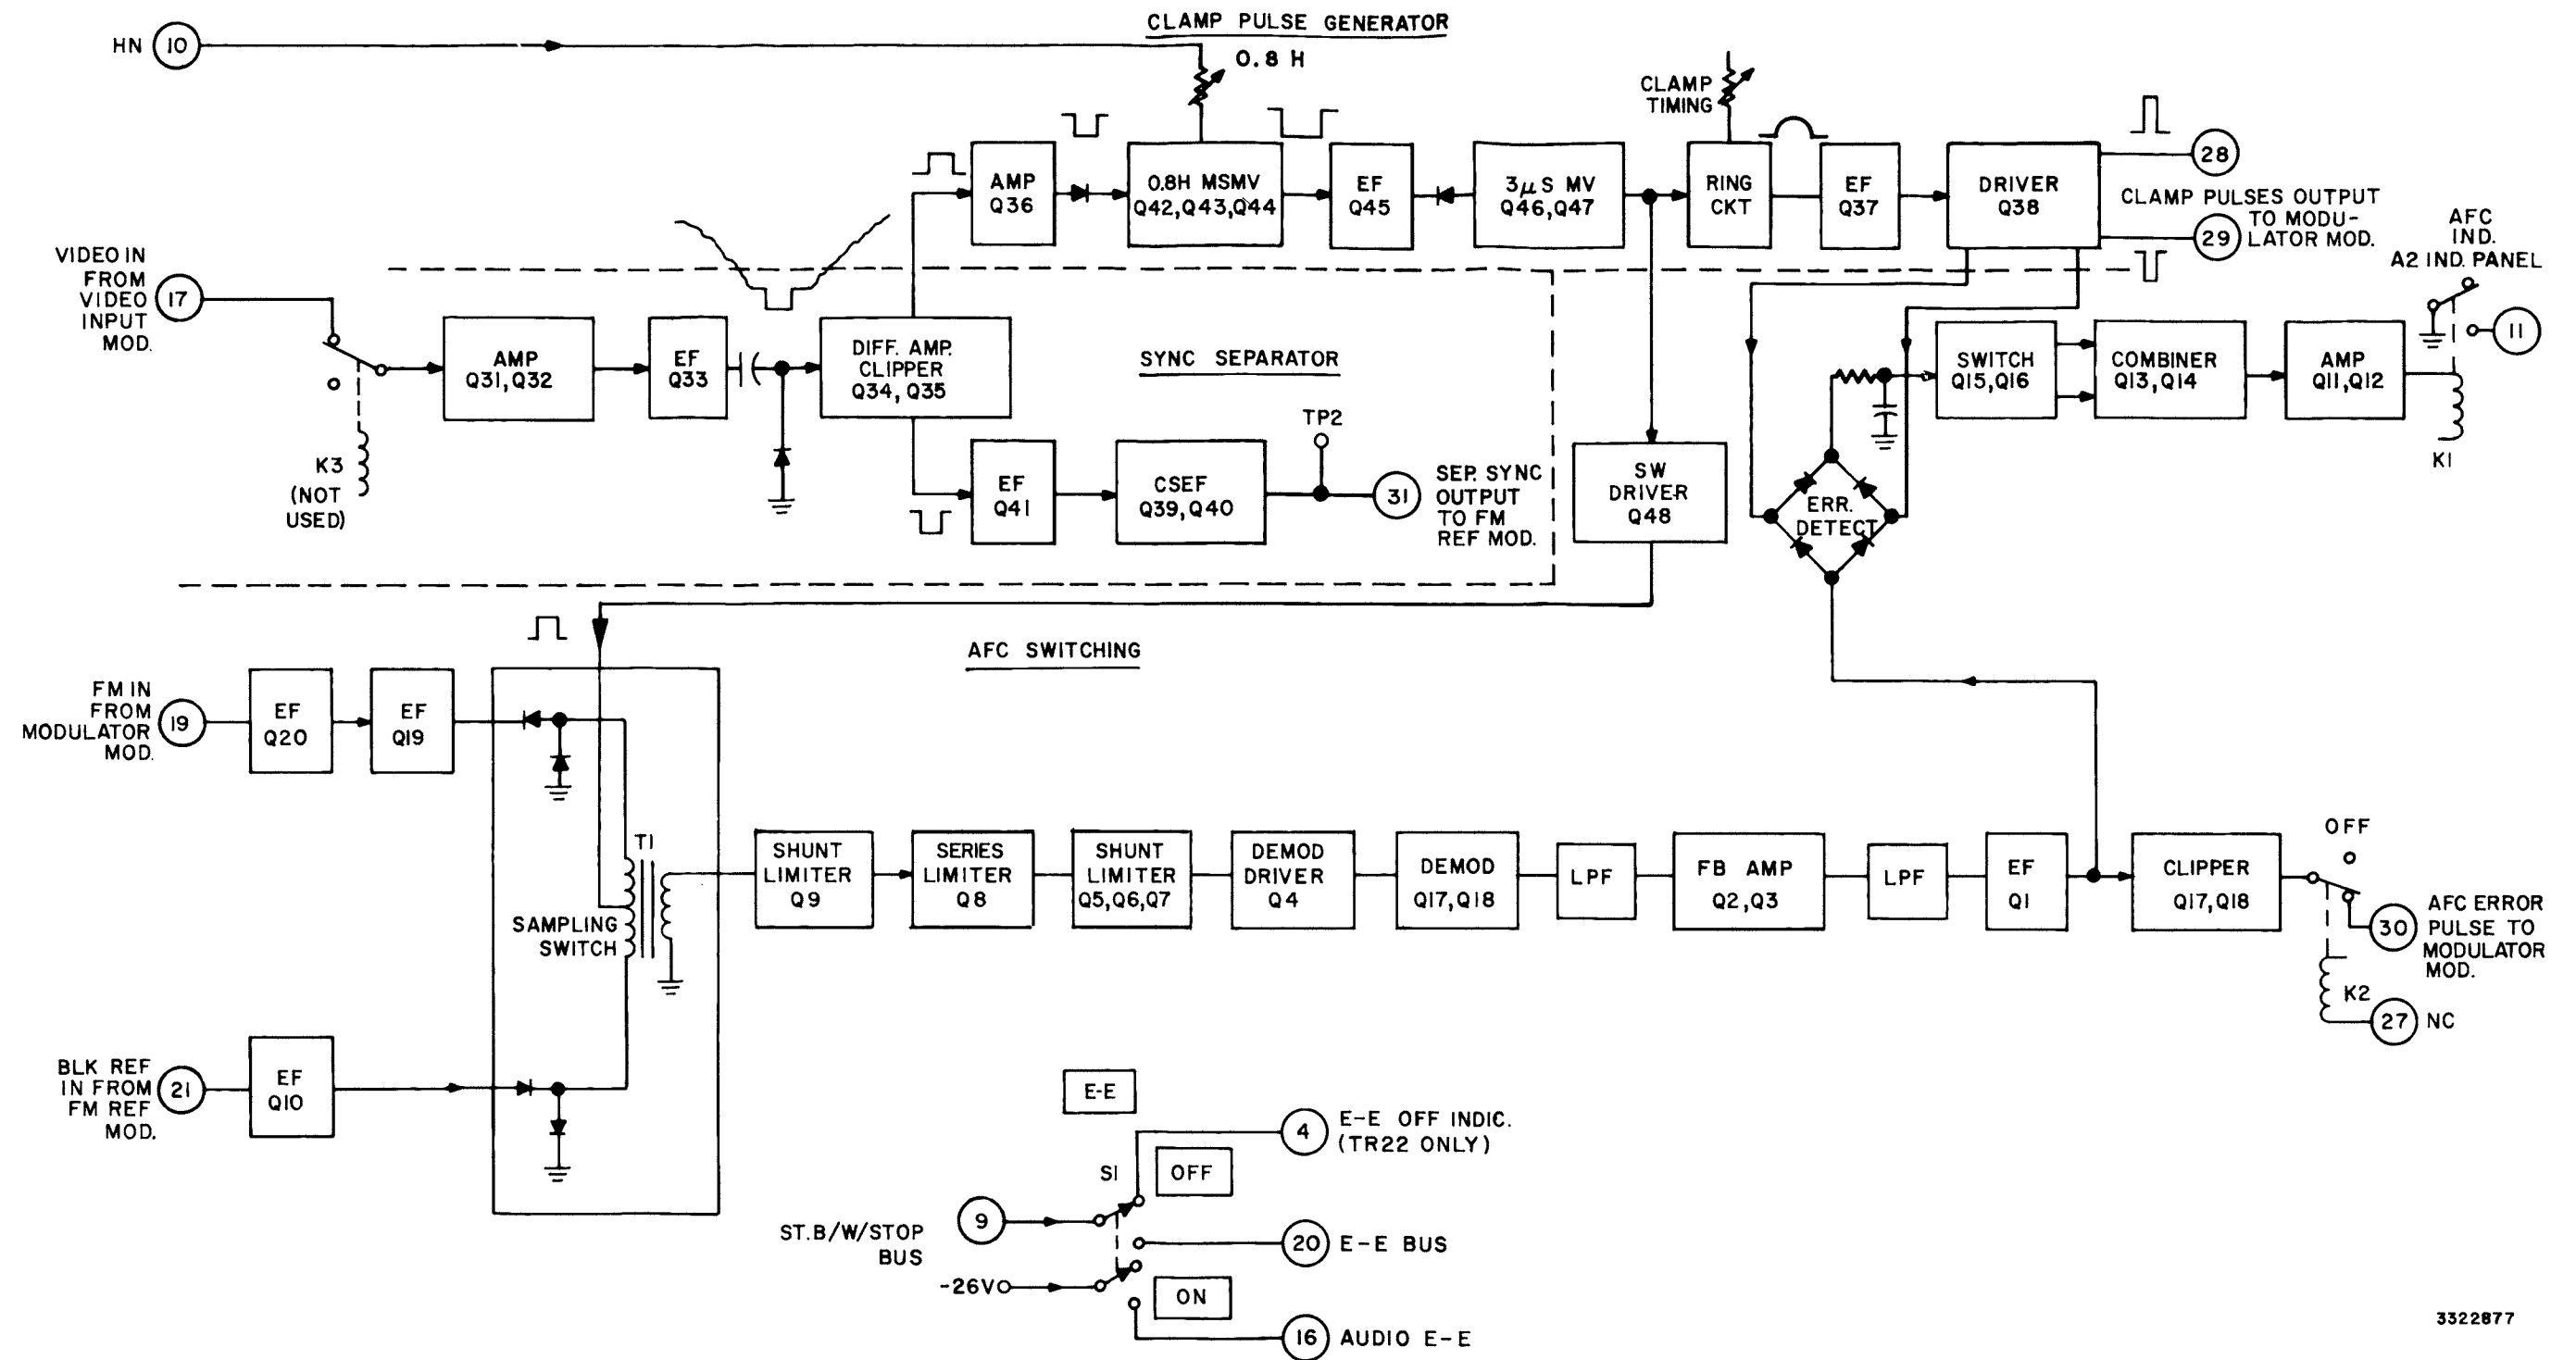 CLAMP PULSE GENERATOR
HN 10
0.8 H
CLAMP
TIMING
AMP
Q36
0.8H MSMV
Q42,Q43,Q44
EF
Q45
3µS MV
Q46,Q47
RING
CKT
EF
Q37
DRIVER
Q38
28
CLAMP PULSES OUTPUT
TO MODU-
LATOR MOD.
29
AFC
IND.
A2 IND. PANEL
11
VIDEO IN
FROM
VIDEO
INPUT
MOD.
17
K3
(NOT
USED)
AMP
Q31,Q32
EF
Q33
DIFF. AMP.
CLIPPER
Q34, Q35
SYNC SEPARATOR
TP2
EF
Q41
CSEF
Q39,Q40
31
SEP. SYNC
OUTPUT
TO FM
REF MOD.
SW
DRIVER
Q48
ERR.
DETECT
SWITCH
Q15,Q16
COMBINER
Q13,Q14
AMP
Q11,Q12
K1
AFC SWITCHING
FM IN
FROM
MODULATOR
MOD.
19
EF
Q20
EF
Q19
T1
SAMPLING
SWITCH
SHUNT
LIMITER
Q9
SERIES
LIMITER
Q8
SHUNT
LIMITER
Q5,Q6,Q7
DEMOD
DRIVER
Q4
DEMOD
Q17,Q18
LPF
FB AMP
Q2,Q3
LPF
EF
Q1
CLIPPER
Q17,Q18
OFF
30
AFC ERROR
PULSE TO
MODULATOR
MOD.
K2
27 NC
BLK REF
IN FROM
FM REF
MOD.
21
EF
Q10
E-E
4
E-E OFF INDIC.
(TR22 ONLY)
S1
OFF
ST.B/W/STOP
BUS
9
20 E-E BUS
-26V
ON
16 AUDIO E-E
3322877